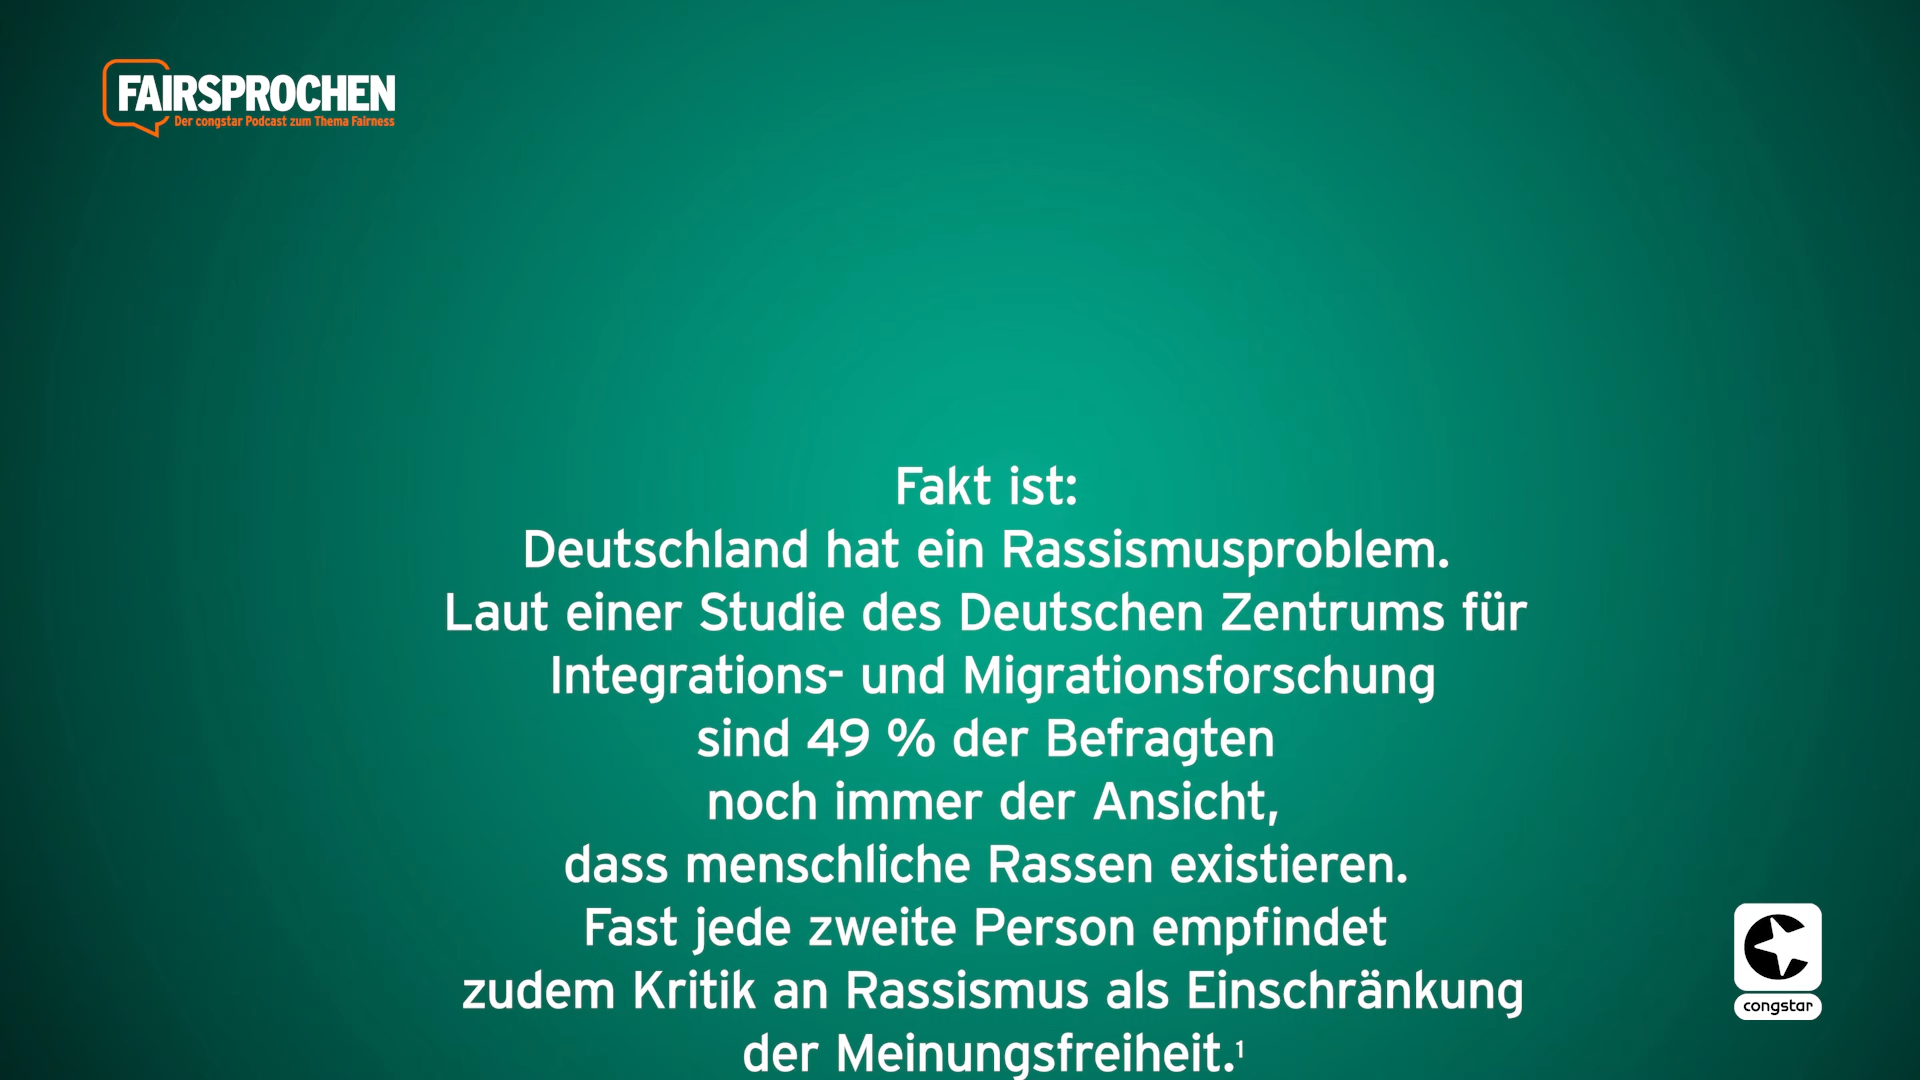 FAIRSPROCHEN
Der congstar Podcast zum Thema Fairness
Fakt ist:
Deutschland hat ein Rassismusproblem.
Laut einer Studie des Deutschen Zentrums für
Integrations- und Migrationsforschung
sind 49 % der Befragten
noch immer der Ansicht,
dass menschliche Rassen existieren.
Fast jede zweite Person empfindet
zudem Kritik an Rassismus als Einschränkung
der Meinungsfreiheit.¹
congstar